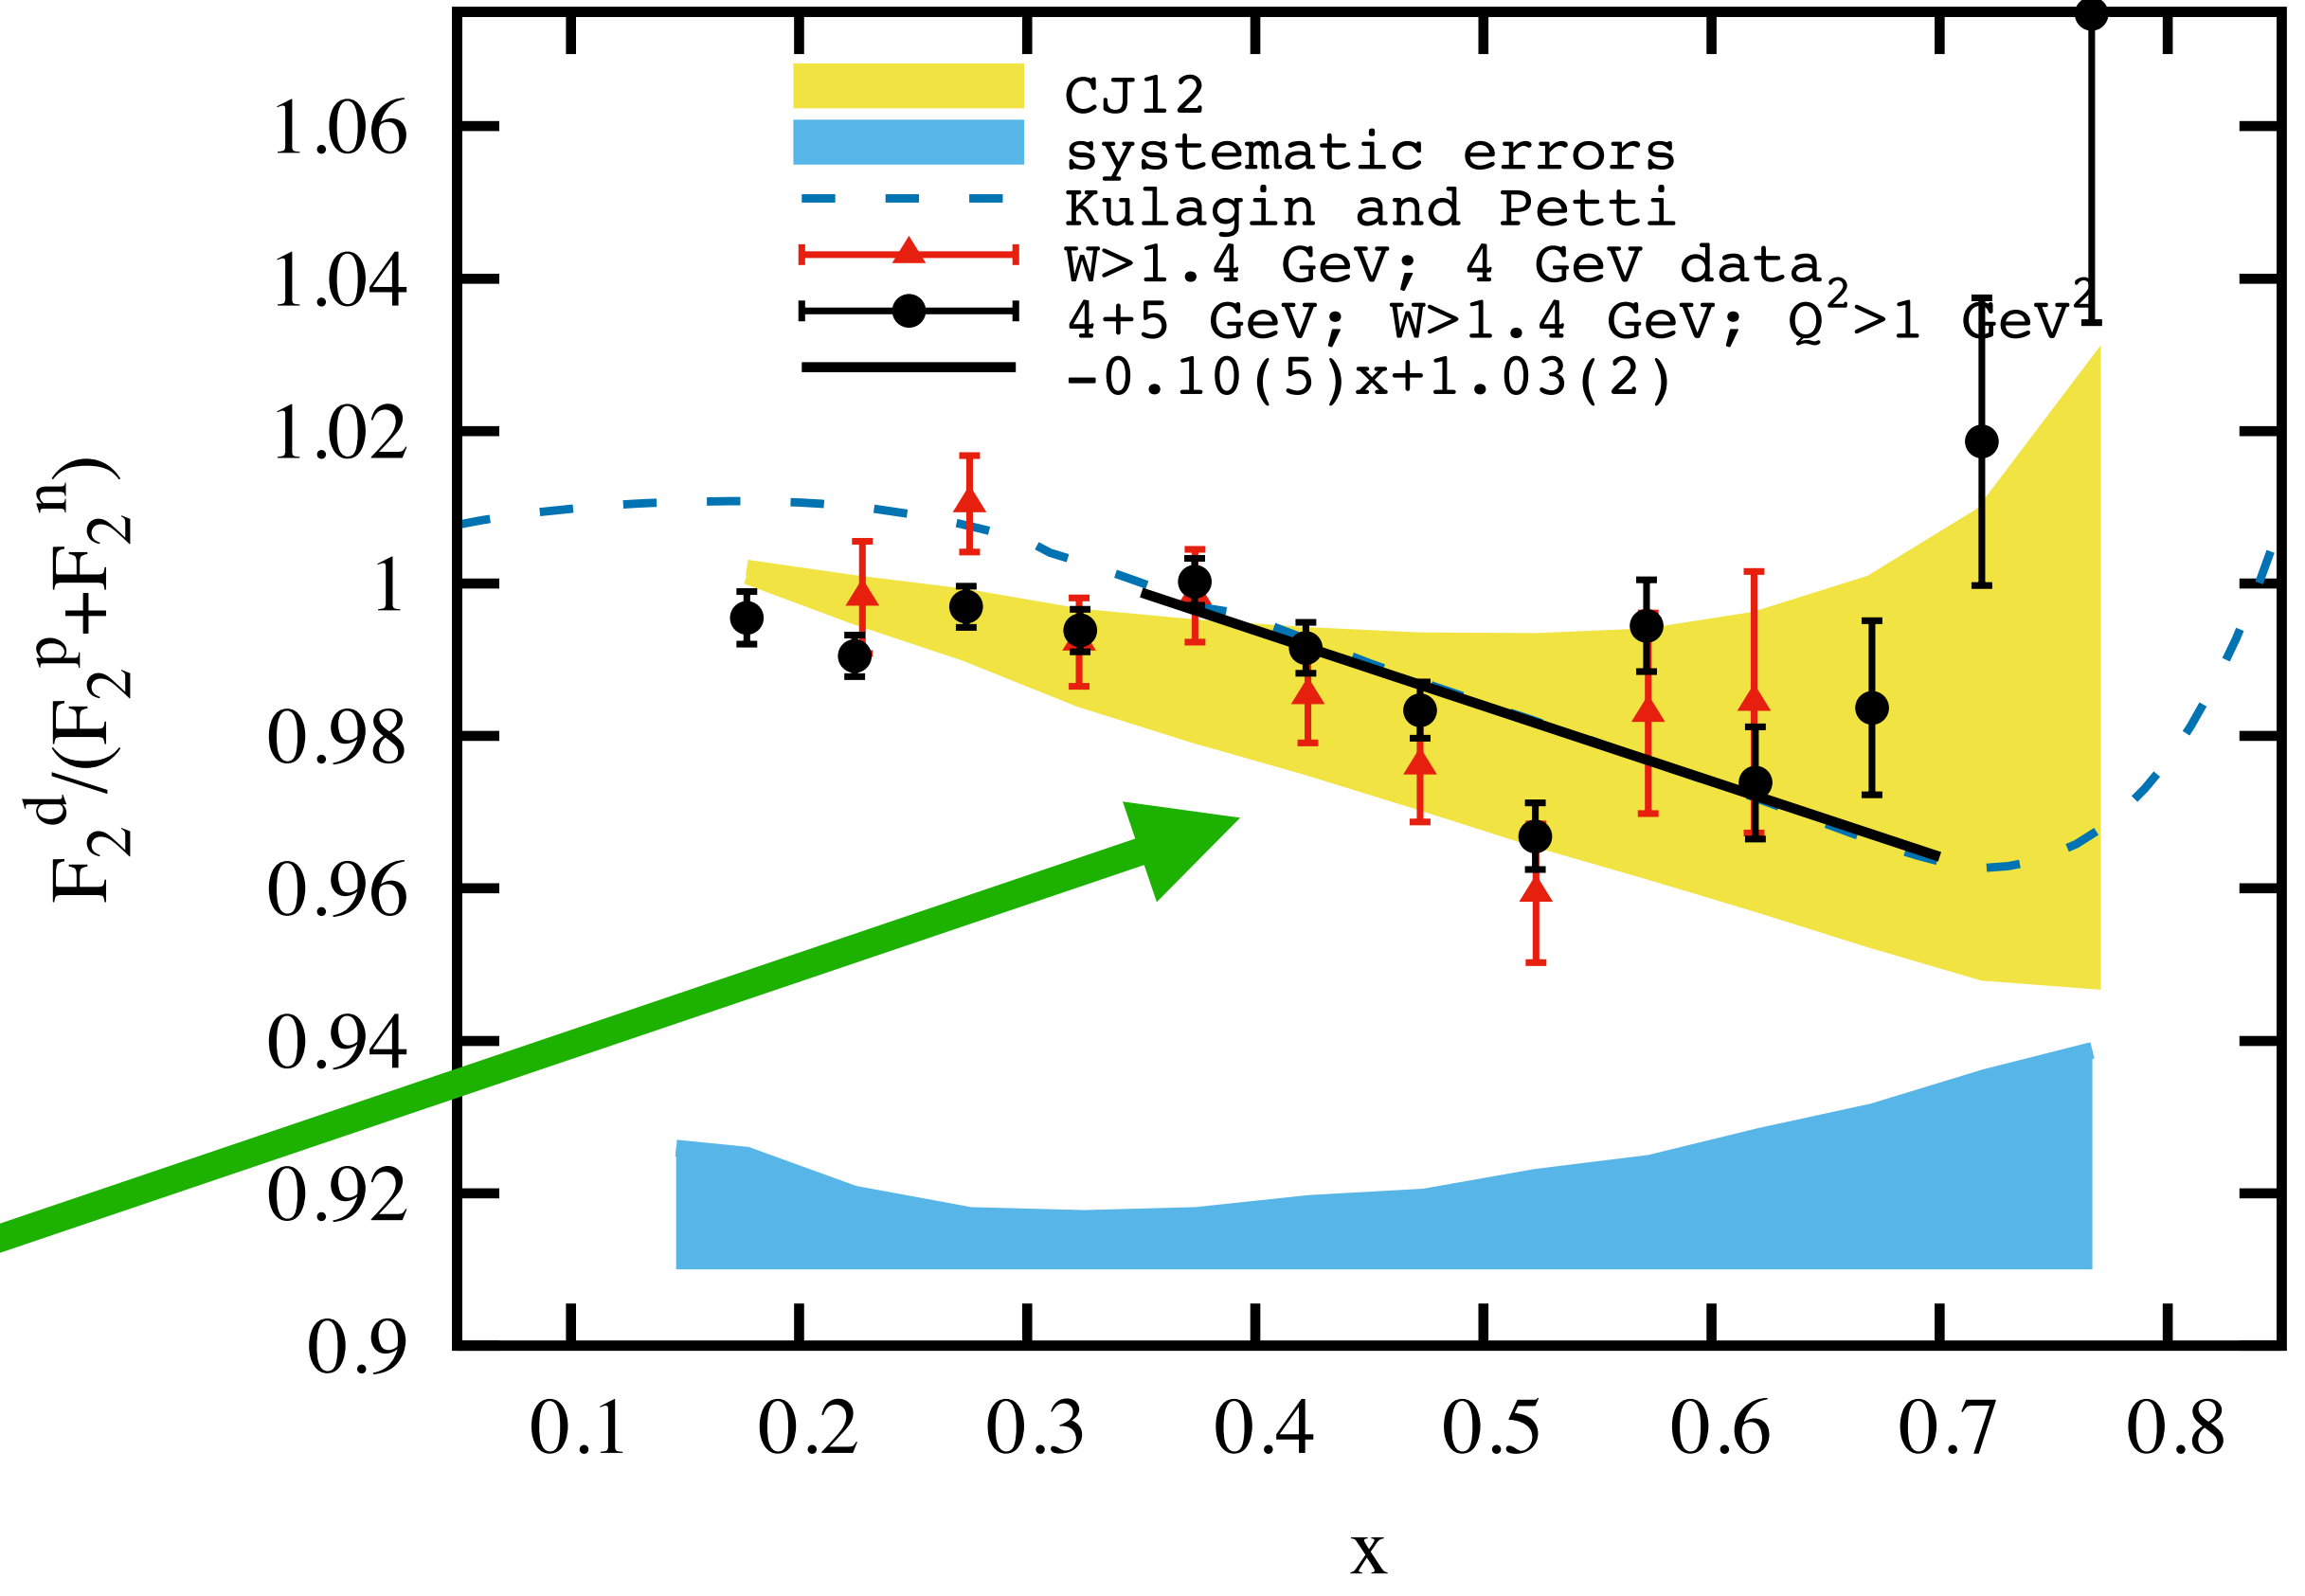 CJ12
systematic errors
Kulagin and Petti
W>1.4 GeV; 4 GeV data
4+5 GeV; W>1.4 GeV; Q²>1 GeV²
-0.10(5)x+1.03(2)
F₂ᵈ/(F₂ᵖ+F₂ⁿ)
1.06
1.04
1.02
1
0.98
0.96
0.94
0.92
0.9
0.1 0.2 0.3 0.4 0.5 0.6 0.7 0.8
x